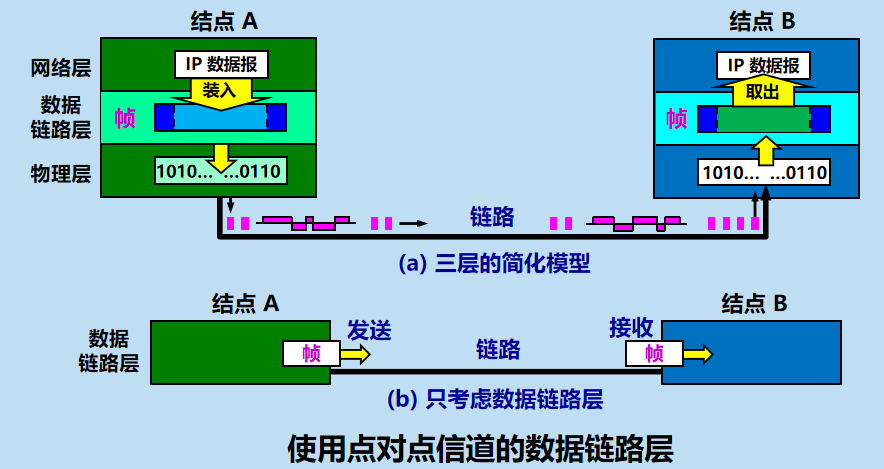 结点 A
结点 B
网络层
IP 数据报
IP 数据报
装入
取出
数据
链路层
帧
帧
物理层
1010... ...0110
1010... ...0110
链路
(a) 三层的简化模型
结点 A
结点 B
数据
链路层
帧
发送
链路
接收
帧
(b) 只考虑数据链路层
使用点对点信道的数据链路层